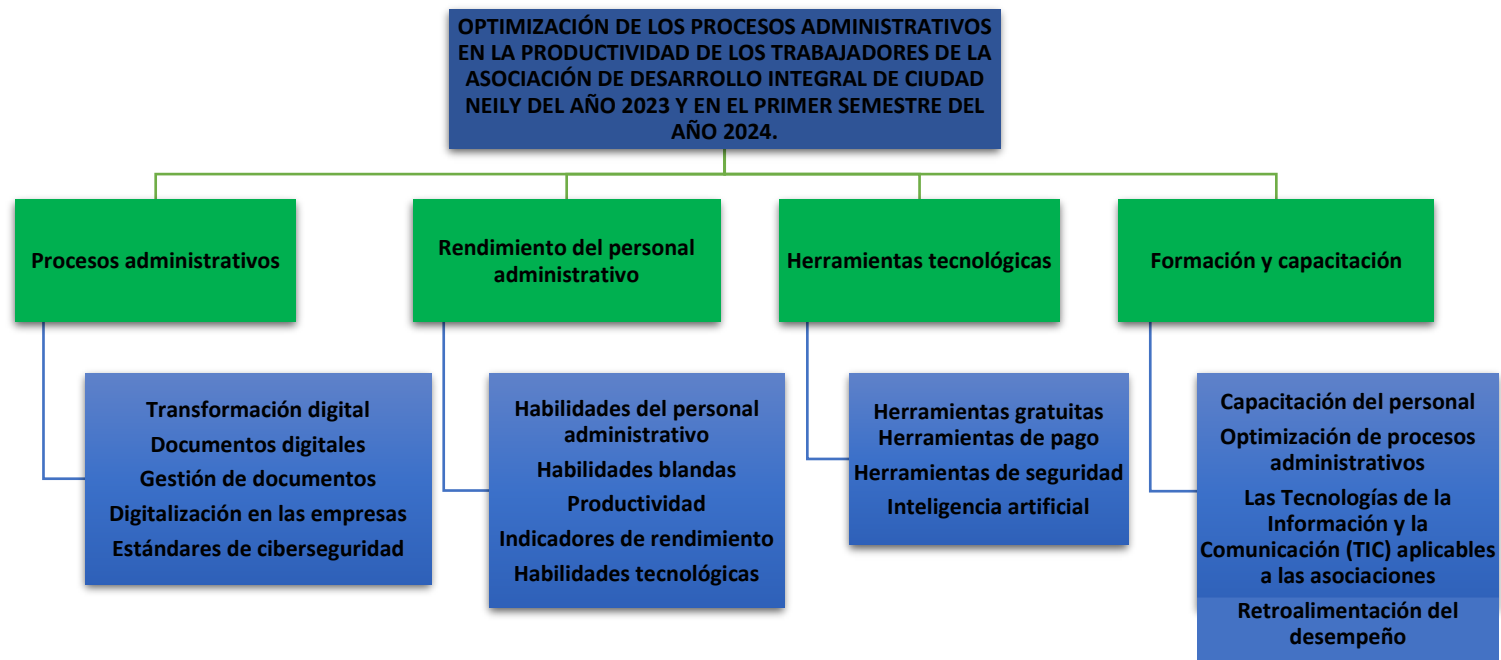 OPTIMIZACIÓN DE LOS PROCESOS ADMINISTRATIVOS
EN LA PRODUCTIVIDAD DE LOS TRABAJADORES DE LA
ASOCIACIÓN DE DESARROLLO INTEGRAL DE CIUDAD
NEILY DEL AÑO 2023 Y EN EL PRIMER SEMESTRE DEL
AÑO 2024.
Procesos administrativos
Transformación digital
Documentos digitales
Gestión de documentos
Digitalización en las empresas
Estándares de ciberseguridad
Rendimiento del personal
administrativo
Habilidades del personal
administrativo
Habilidades blandas
Productividad
Indicadores de rendimiento
Habilidades tecnológicas
Herramientas tecnológicas
Herramientas gratuitas
Herramientas de pago
Herramientas de seguridad
Inteligencia artificial
Formación y capacitación
Capacitación del personal
Optimización de procesos
administrativos
Las Tecnologías de la
Información y la
Comunicación (TIC) aplicables
a las asociaciones
Retroalimentación del
desempeño